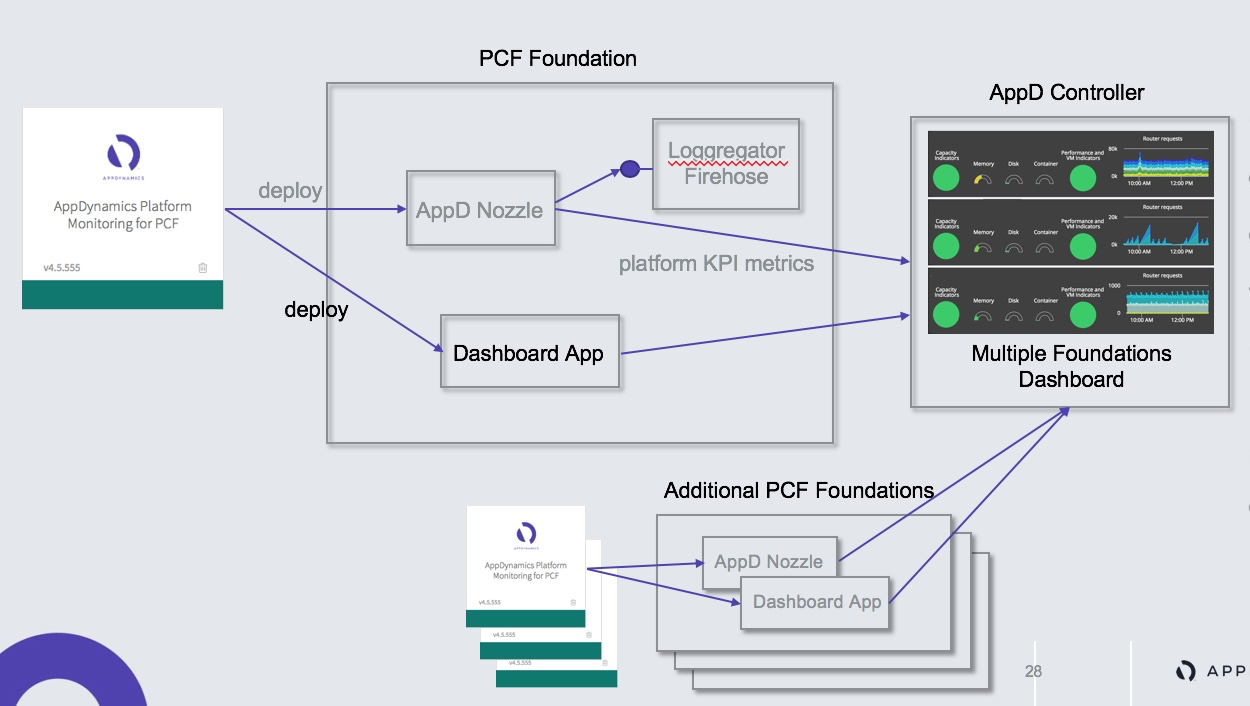 PCF Foundation
AppD Controller
APPDYNAMICS
AppDynamics Platform
Monitoring for PCF
v4.5.555
deploy
AppD Nozzle
Loggregator
Firehose
platform KPI metrics
deploy
Dashboard App
Capacity
Indicators
Memory
Disk
Container
Performance and
VM Indicators
Router requests
80k
0k
10:00 AM
12:00 PM
Capacity
Indicators
Memory
Disk
Container
Performance and
VM Indicators
Router requests
20k
0k
10:00 AM
12:00 PM
Capacity
Indicators
Memory
Disk
Container
Performance and
VM Indicators
Router requests
1000
0
10:00 AM
12:00 PM
Multiple Foundations
Dashboard
Additional PCF Foundations
APPDYNAMICS
AppDynamics Platform
Monitoring for PCF
v4.5.555
v4.5.555
v4.5.555
AppD Nozzle
Dashboard App
28
APP